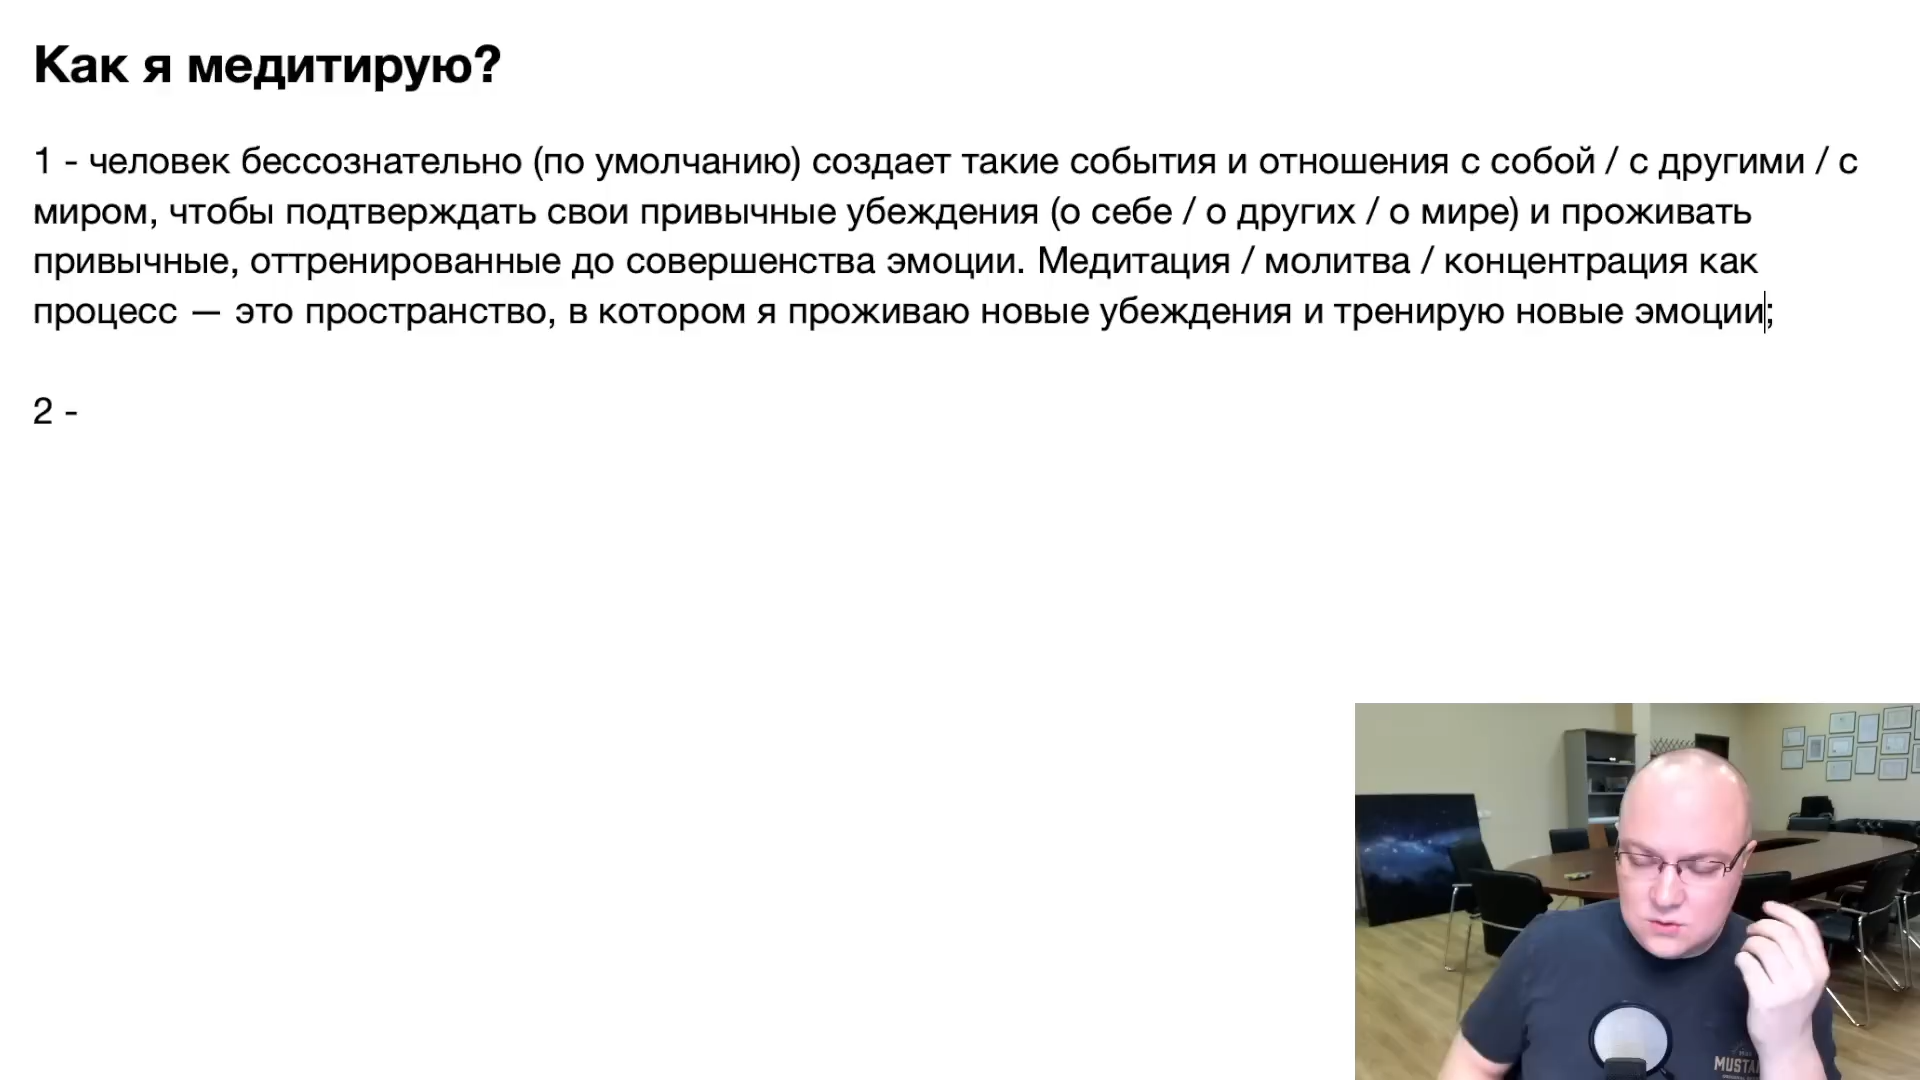 Как я медитирую?
1 - человек бессознательно (по умолчанию) создает такие события и отношения с собой / с другими / с
миром, чтобы подтверждать свои привычные убеждения (о себе / о других / о мире) и проживать
привычные, оттренированные до совершенства эмоции. Медитация / молитва / концентрация как
процесс — это пространство, в котором я проживаю новые убеждения и тренирую новые эмоции;
2 -